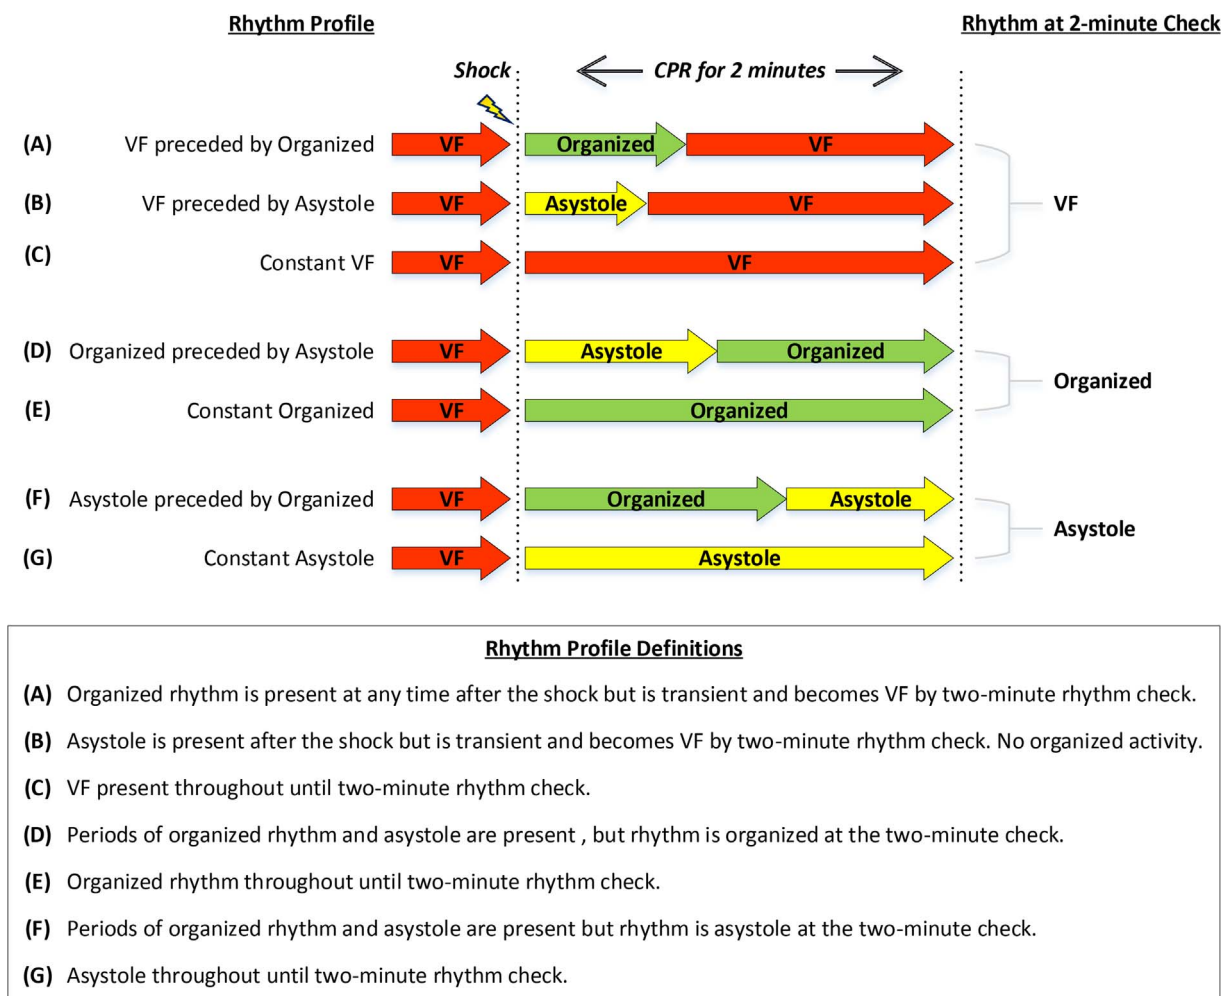 Rhythm Profile
Rhythm at 2-minute Check
Shock
CPR for 2 minutes
(A) VF preceded by Organized VF Organized VF
(B) VF preceded by Asystole VF Asystole VF
VF
(C) Constant VF VF VF
(D) Organized preceded by Asystole VF Asystole Organized
Organized
(E) Constant Organized VF Organized
(F) Asystole preceded by Organized VF Organized Asystole
Asystole
(G) Constant Asystole VF Asystole
Rhythm Profile Definitions
(A) Organized rhythm is present at any time after the shock but is transient and becomes VF by two-minute rhythm check.
(B) Asystole is present after the shock but is transient and becomes VF by two-minute rhythm check. No organized activity.
(C) VF present throughout until two-minute rhythm check.
(D) Periods of organized rhythm and asystole are present , but rhythm is organized at the two-minute check.
(E) Organized rhythm throughout until two-minute rhythm check.
(F) Periods of organized rhythm and asystole are present but rhythm is asystole at the two-minute check.
(G) Asystole throughout until two-minute rhythm check.